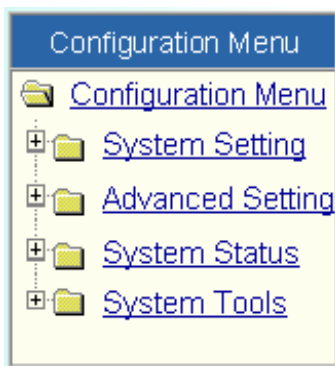 Configuration Menu
Configuration Menu
System Setting
Advanced Setting
System Status
System Tools